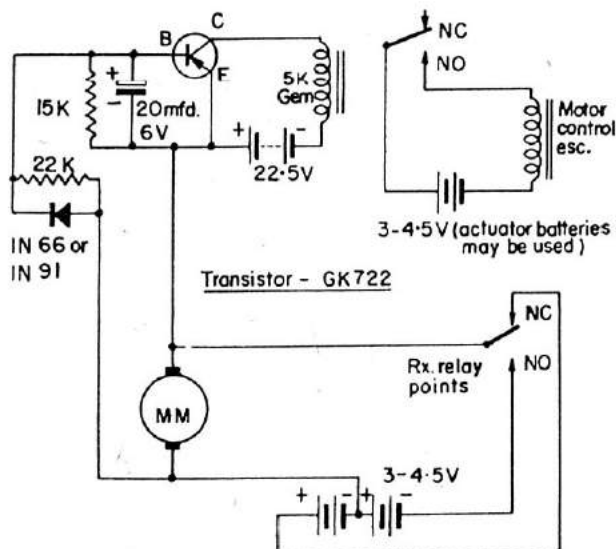 C
B
E
+
-
15K
20mfd.
6V
5K
Gem
+
-
22·5V
22K
IN 66 or
IN 91
NC
NO
Motor
control
esc.
3-4·5V (actuator batteries
may be used)
Transistor - GK722
NC
Rx. relay
points
NO
MM
3-4·5V
+
-
+
-